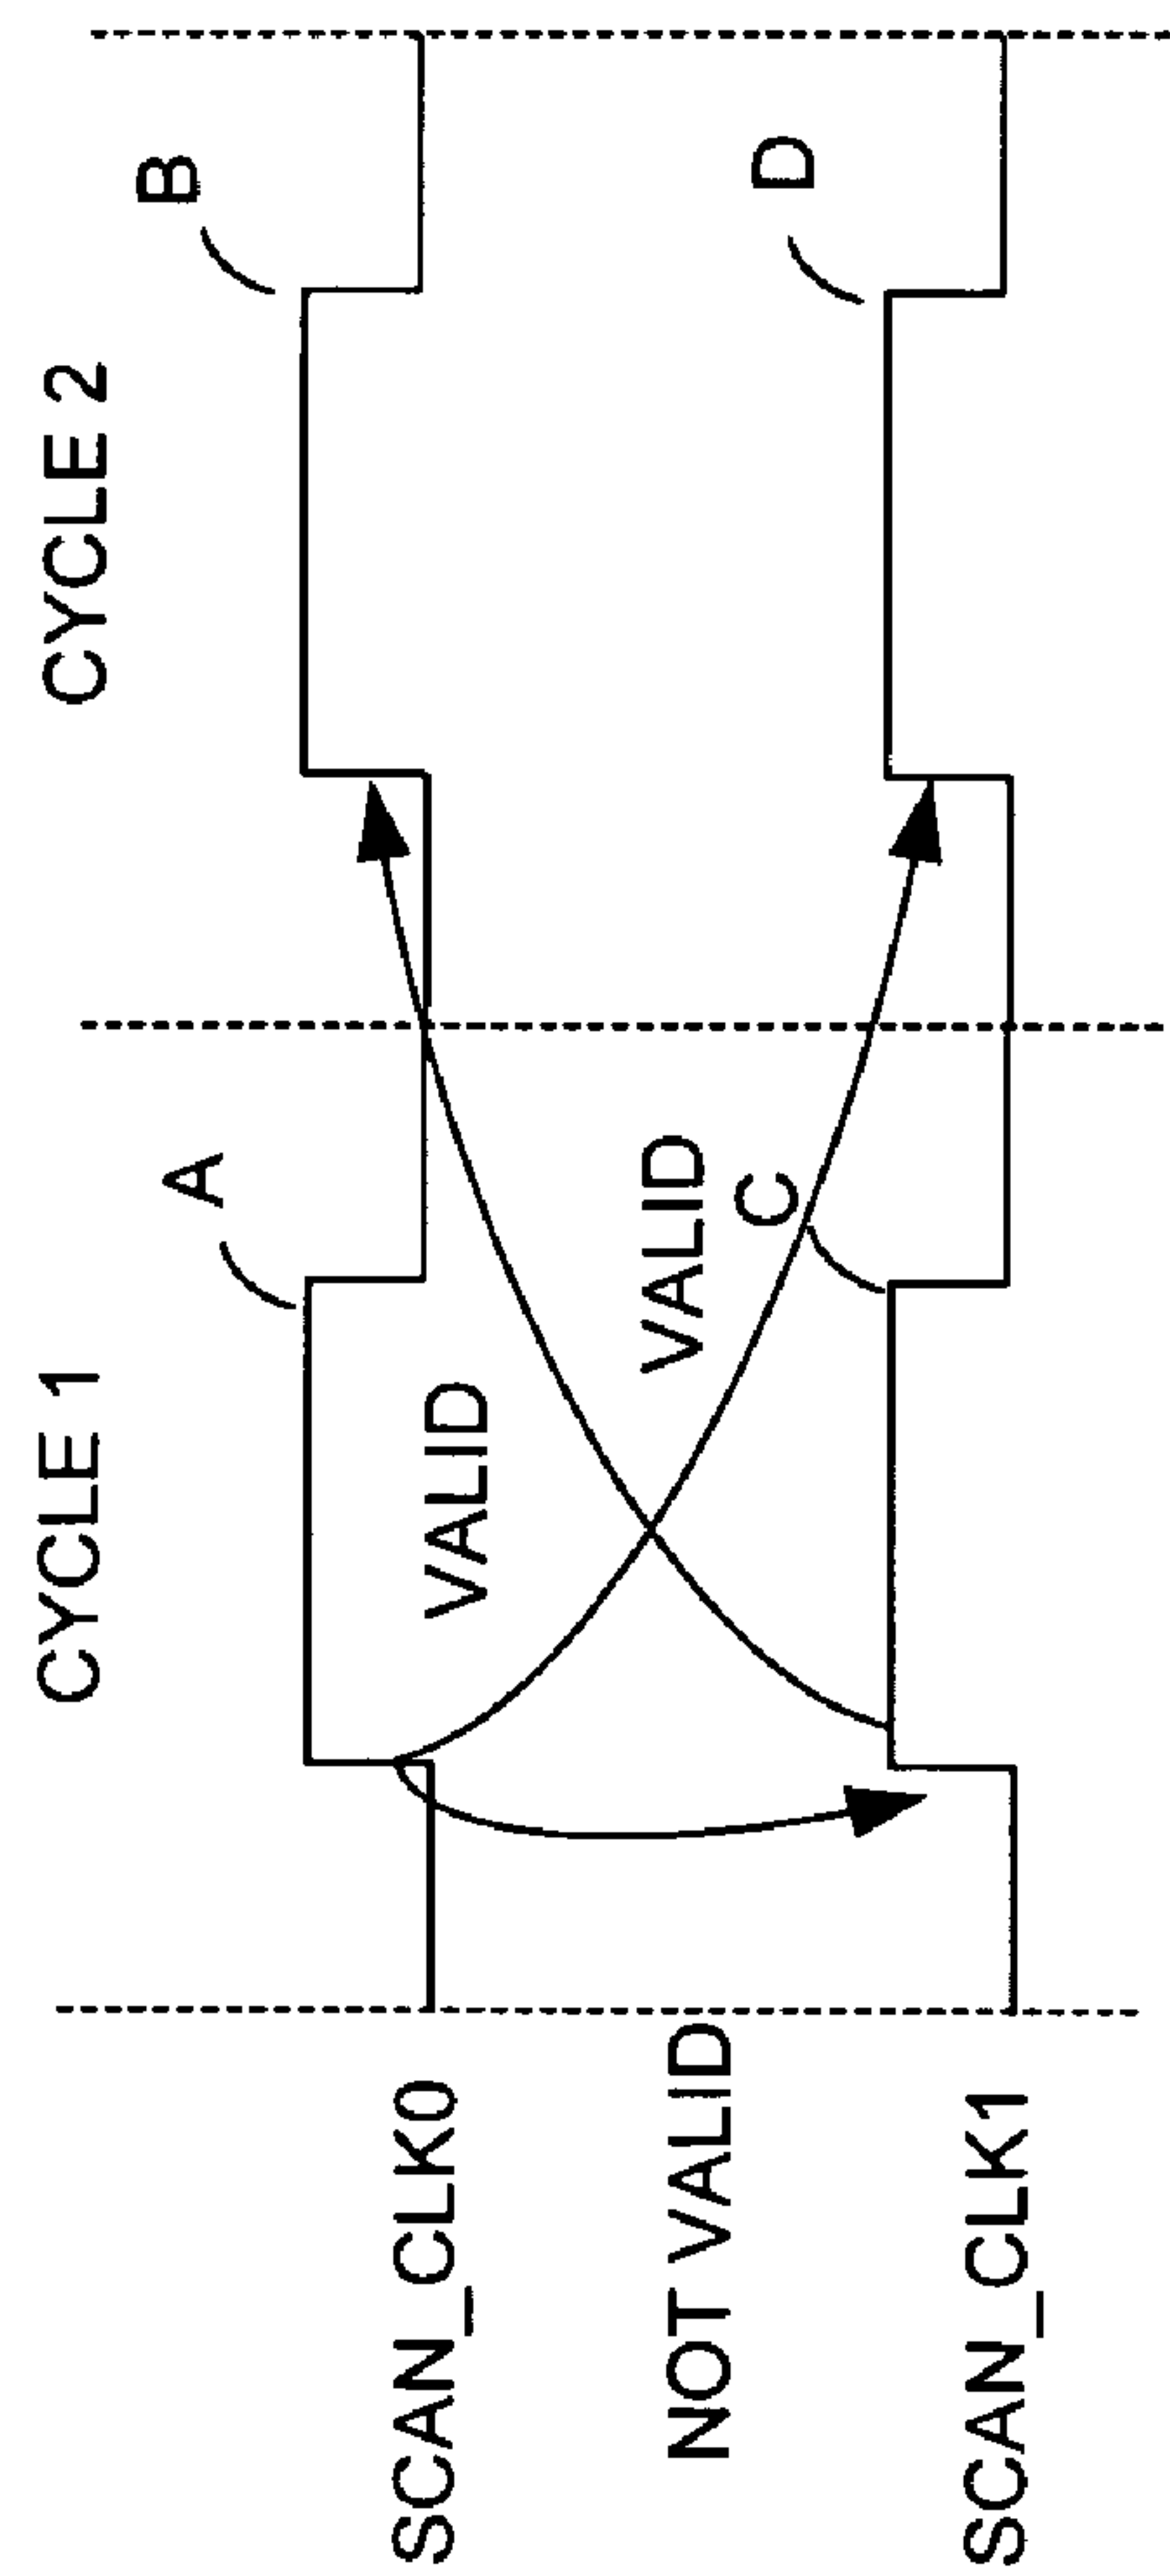 CYCLE 1
CYCLE 2
A
B
SCAN_CLK0
VALID
VALID
NOT VALID
C
D
SCAN_CLK1